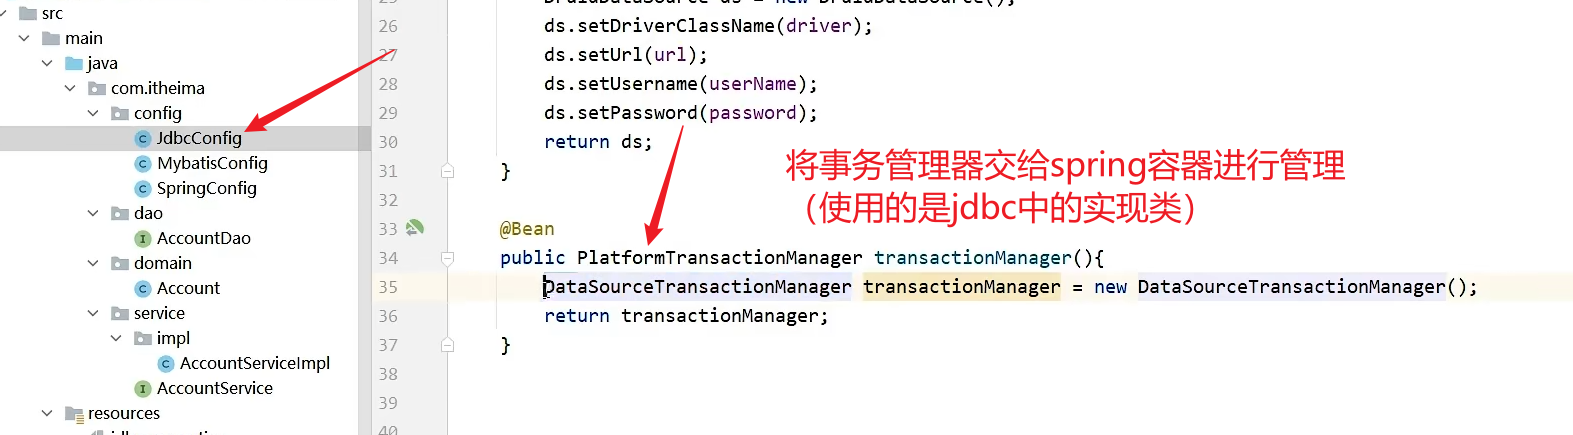 src
main
java
com.itheima
config
JdbcConfig
MybatisConfig
SpringConfig
dao
AccountDao
domain
Account
service
impl
AccountServiceImpl
AccountService
resources
26 ds.setDriverClassName(driver);
27 ds.setUrl(url);
28 ds.setUsername(userName);
29 ds.setPassword(password);
30 return ds;
31 }
32
33 @Bean
34 public PlatformTransactionManager transactionManager(){
35 DataSourceTransactionManager transactionManager = new DataSourceTransactionManager();
36 return transactionManager;
37 }
38
39
40
将事务管理器交给spring容器进行管理
（使用的是jdbc中的实现类）